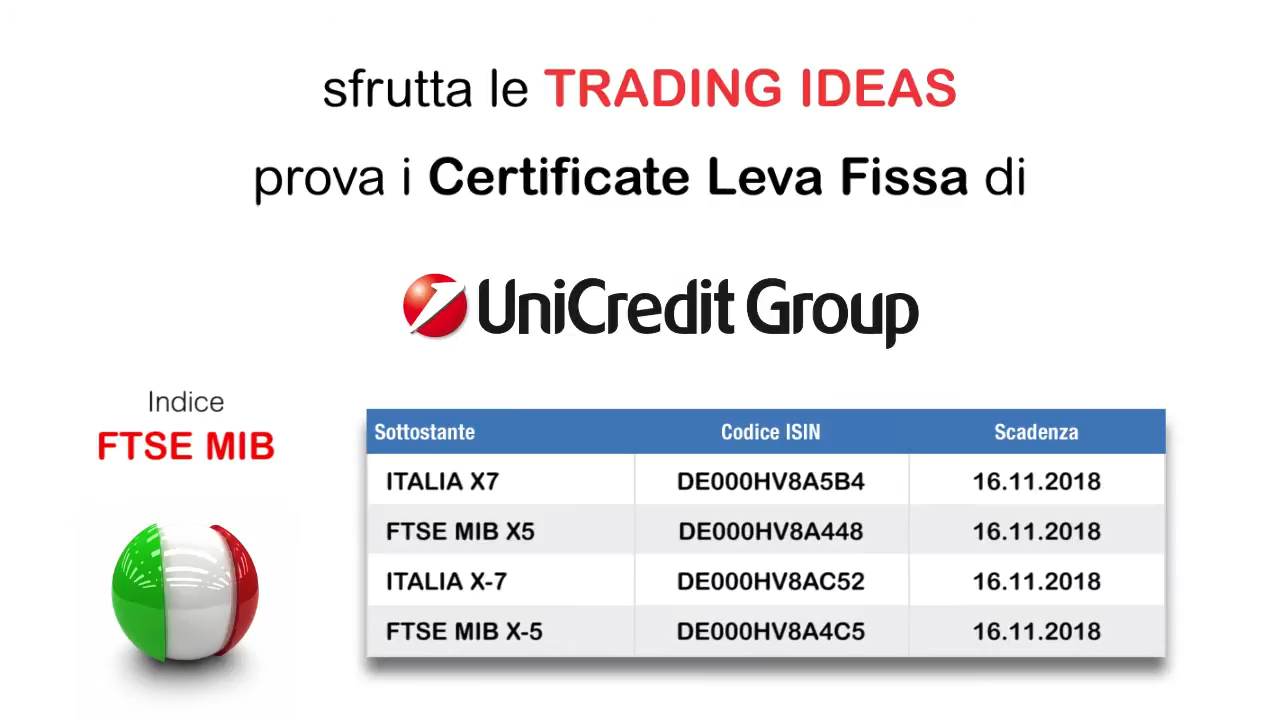 sfrutta le TRADING IDEAS
prova i Certificate Leva Fissa di
UniCredit Group
Indice
FTSE MIB
Sottostante Codice ISIN Scadenza
ITALIA X7 DE000HV8A5B4 16.11.2018
FTSE MIB X5 DE000HV8A448 16.11.2018
ITALIA X-7 DE000HV8AC52 16.11.2018
FTSE MIB X-5 DE000HV8A4C5 16.11.2018